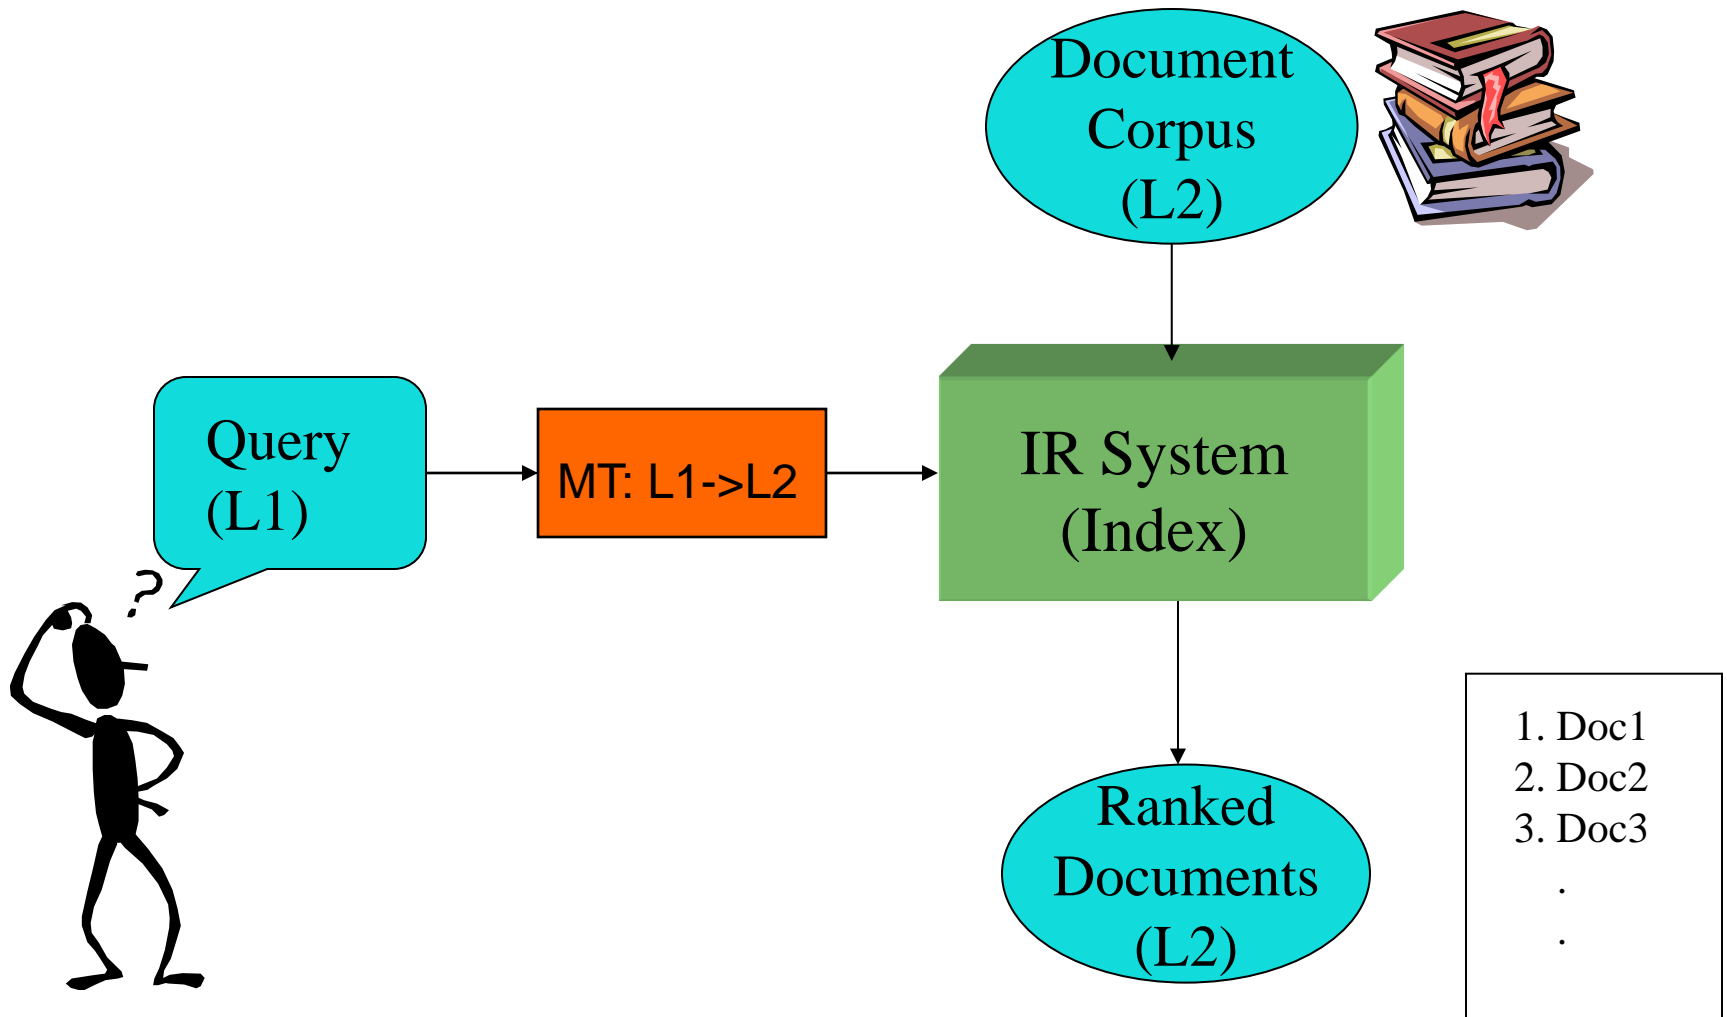 Document
Corpus
(L2)
Query
(L1)
MT: L1->L2
IR System
(Index)
?
Ranked
Documents
(L2)
1. Doc1
2. Doc2
3. Doc3
.
.